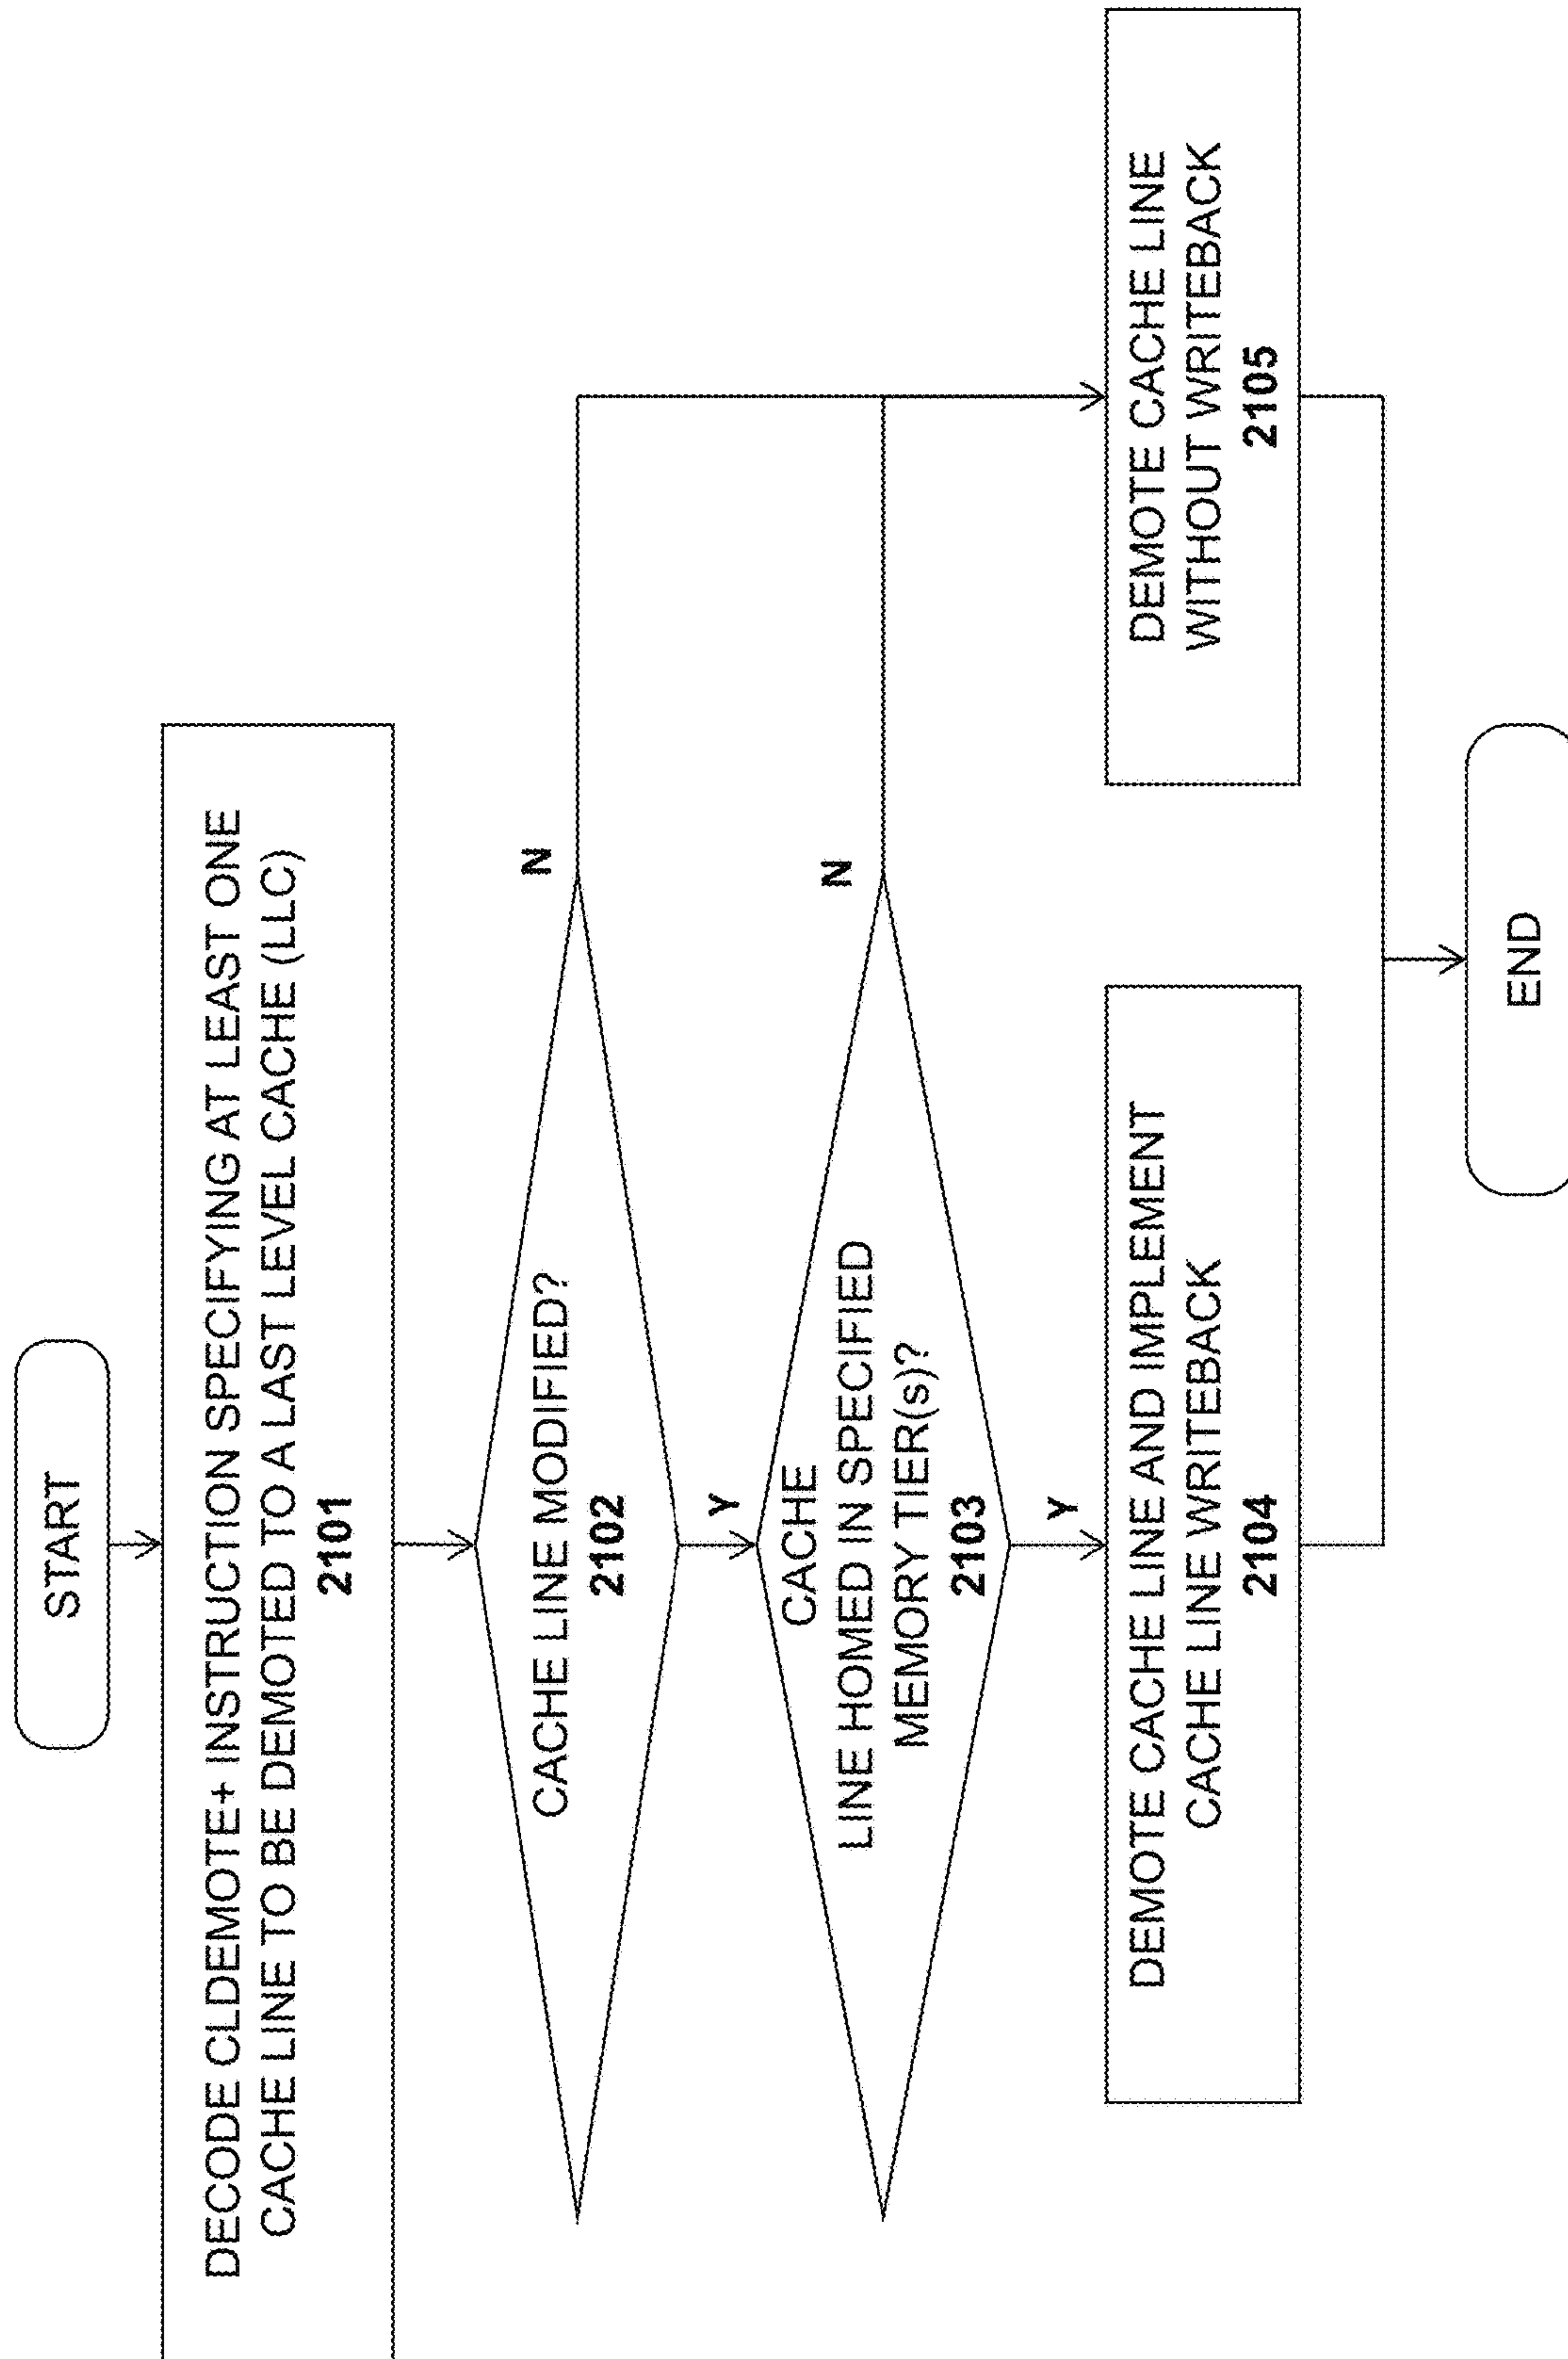 START
DECODE CLDEMOTE+ INSTRUCTION SPECIFYING AT LEAST ONE
CACHE LINE TO BE DEMOTED TO A LAST LEVEL CACHE (LLC)
2101
CACHE LINE MODIFIED?
2102
N
Y
CACHE
LINE HOMED IN SPECIFIED
MEMORY TIER(s)?
2103
N
Y
DEMOTE CACHE LINE AND IMPLEMENT
CACHE LINE WRITEBACK
2104
DEMOTE CACHE LINE
WITHOUT WRITEBACK
2105
END